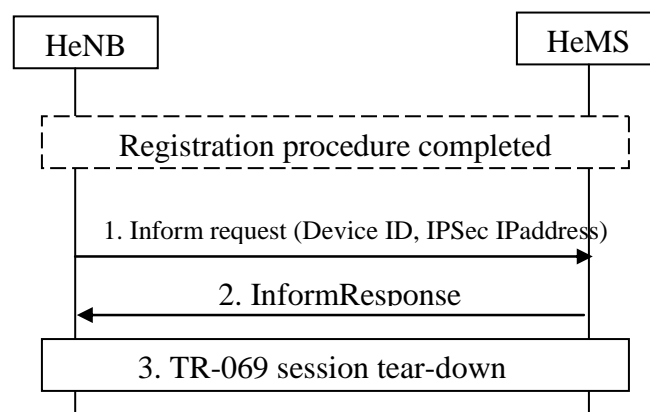 HeNB
HeMS
Registration procedure completed
1. Inform request (Device ID, IPSec IPaddress)
2. InformResponse
3. TR-069 session tear-down